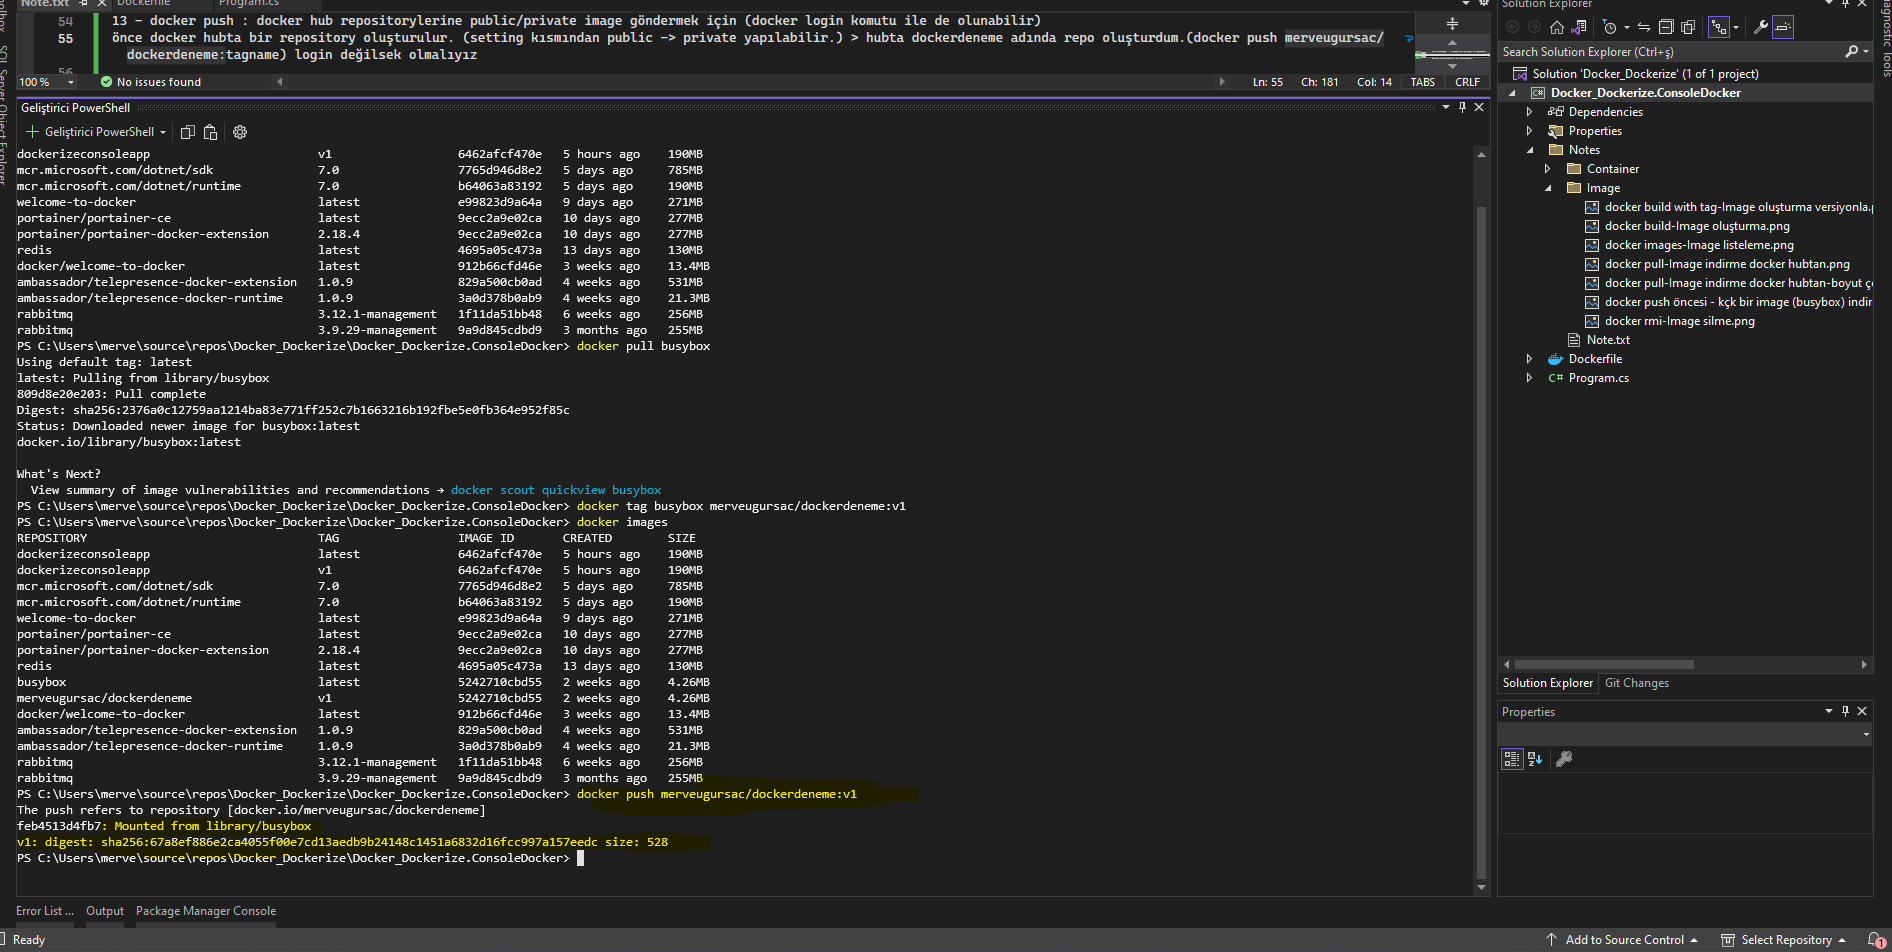 Note.txt
Dockerfile
Program.cs
54 13 - docker push : docker hub repositorylerine public/private image göndermek için (docker login komutu ile de olunabilir)
55 önce docker hubta bir repository oluşturulur. (setting kısmından public -> private yapılabilir.) > hubta dockerdeneme adında repo oluşturdum.(docker push merveugursac/
dockerdeneme:tagname) login değilsek olmalıyız
56
100 % No issues found Ln: 55 Ch: 181 Col: 14 TABS CRLF
Geliştirici PowerShell
Geliştirici PowerShell
dockerizeconsoleapp v1 6462afcf470e 5 hours ago 190MB
mcr.microsoft.com/dotnet/sdk 7.0 7765d946d8e2 5 days ago 785MB
mcr.microsoft.com/dotnet/runtime 7.0 b64063a83192 5 days ago 190MB
welcome-to-docker latest e99823d9a64a 9 days ago 271MB
portainer/portainer-ce latest 9ecc2a9e02ca 10 days ago 277MB
portainer/portainer-docker-extension 2.18.4 9ecc2a9e02ca 10 days ago 277MB
redis latest 4695a05c473a 13 days ago 130MB
docker/welcome-to-docker latest 912b66cfd46e 3 weeks ago 13.4MB
ambassador/telepresence-docker-extension 1.0.9 829a500cb0ad 4 weeks ago 531MB
ambassador/telepresence-docker-runtime 1.0.9 3a0d378b0ab9 4 weeks ago 21.3MB
rabbitmq 3.12.1-management 1f11da51bb48 6 weeks ago 256MB
rabbitmq 3.9.29-management 9a9d845cdbd9 3 months ago 255MB
PS C:\Users\merve\source\repos\Docker_Dockerize\Docker_Dockerize.ConsoleDocker> docker pull busybox
Using default tag: latest
latest: Pulling from library/busybox
809d8e20e203: Pull complete
Digest: sha256:2376a0c12759aa1214ba83e771ff252c7b1663216b192fbe5e0fb364e952f85c
Status: Downloaded newer image for busybox:latest
docker.io/library/busybox:latest
What's Next?
View summary of image vulnerabilities and recommendations → docker scout quickview busybox
PS C:\Users\merve\source\repos\Docker_Dockerize\Docker_Dockerize.ConsoleDocker> docker tag busybox merveugursac/dockerdeneme:v1
PS C:\Users\merve\source\repos\Docker_Dockerize\Docker_Dockerize.ConsoleDocker> docker images
REPOSITORY TAG IMAGE ID CREATED SIZE
dockerizeconsoleapp latest 6462afcf470e 5 hours ago 190MB
dockerizeconsoleapp v1 6462afcf470e 5 hours ago 190MB
mcr.microsoft.com/dotnet/sdk 7.0 7765d946d8e2 5 days ago 785MB
mcr.microsoft.com/dotnet/runtime 7.0 b64063a83192 5 days ago 190MB
welcome-to-docker latest e99823d9a64a 9 days ago 271MB
portainer/portainer-ce latest 9ecc2a9e02ca 10 days ago 277MB
portainer/portainer-docker-extension 2.18.4 9ecc2a9e02ca 10 days ago 277MB
redis latest 4695a05c473a 13 days ago 130MB
busybox latest 5242710cbd55 2 weeks ago 4.26MB
merveugursac/dockerdeneme v1 5242710cbd55 2 weeks ago 4.26MB
docker/welcome-to-docker latest 912b66cfd46e 3 weeks ago 13.4MB
ambassador/telepresence-docker-extension 1.0.9 829a500cb0ad 4 weeks ago 531MB
ambassador/telepresence-docker-runtime 1.0.9 3a0d378b0ab9 4 weeks ago 21.3MB
rabbitmq 3.12.1-management 1f11da51bb48 6 weeks ago 256MB
rabbitmq 3.9.29-management 9a9d845cdbd9 3 months ago 255MB
PS C:\Users\merve\source\repos\Docker_Dockerize\Docker_Dockerize.ConsoleDocker> docker push merveugursac/dockerdeneme:v1
The push refers to repository [docker.io/merveugursac/dockerdeneme]
feb4513d4fb7: Mounted from library/busybox
v1: digest: sha256:67a8ef886e2ca4055f00e7cd13aedb9b24148c1451a6832d16fcc997a157eedc size: 528
PS C:\Users\merve\source\repos\Docker_Dockerize\Docker_Dockerize.ConsoleDocker>
Error List ... Output Package Manager Console
Ready
Solution Explorer
Search Solution Explorer (Ctrl+ş)
Solution 'Docker_Dockerize' (1 of 1 project)
Docker_Dockerize.ConsoleDocker
Dependencies
Properties
Notes
Container
Image
docker build with tag-Image oluşturma versiyonla.p
docker build-Image oluşturma.png
docker images-Image listeleme.png
docker pull-Image indirme docker hubtan.png
docker pull-Image indirme docker hubtan-boyut ç
docker push öncesi - kçk bir image (busybox) indir
docker rmi-Image silme.png
Note.txt
Dockerfile
C# Program.cs
Solution Explorer Git Changes
Properties
Add to Source Control Select Repository 1
SQL Server Object Explorer
Diagnostic Tools